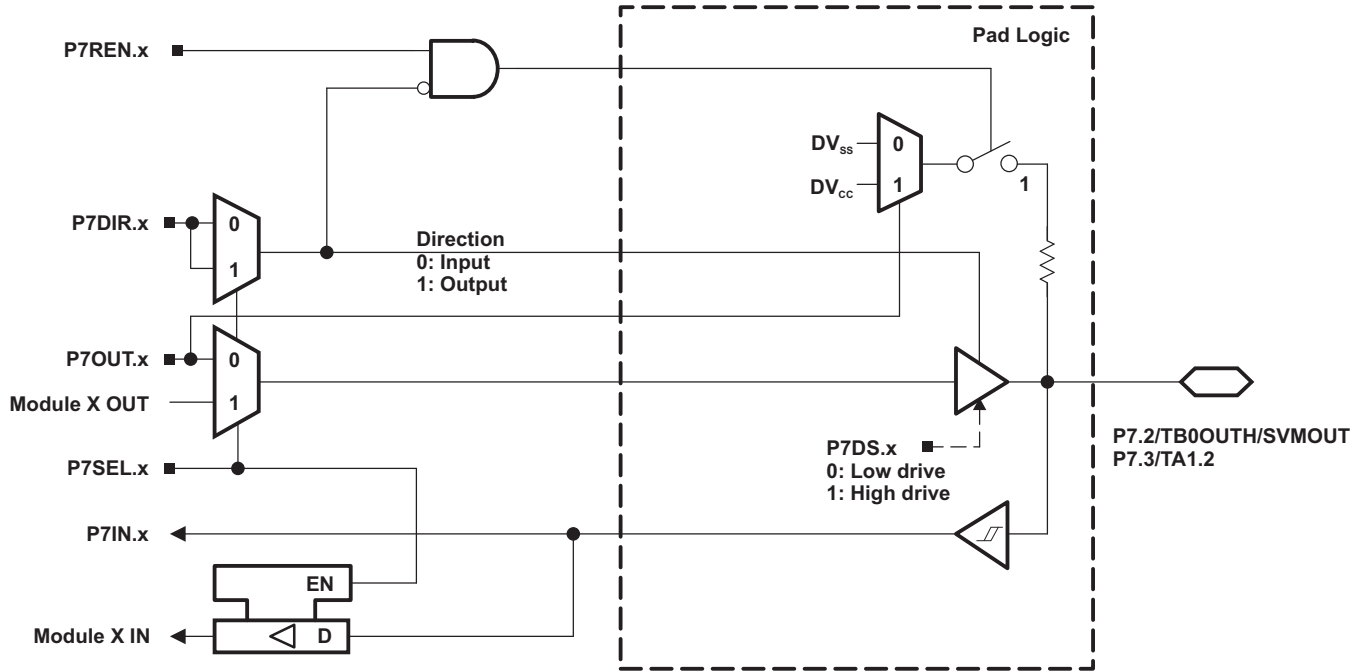 Pad Logic
P7REN.x
DVSS
0
DVCC
1
1
P7DIR.x
0
1
Direction
0: Input
1: Output
P7OUT.x
0
Module X OUT
1
P7DS.x
0: Low drive
1: High drive
P7.2/TB0OUTH/SVMOUT
P7.3/TA1.2
P7SEL.x
P7IN.x
EN
Module X IN
D